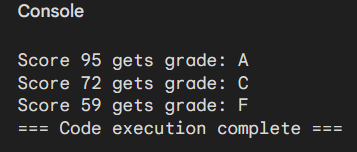 Console
Score 95 gets grade: A
Score 72 gets grade: C
Score 59 gets grade: F
=== Code execution complete ===